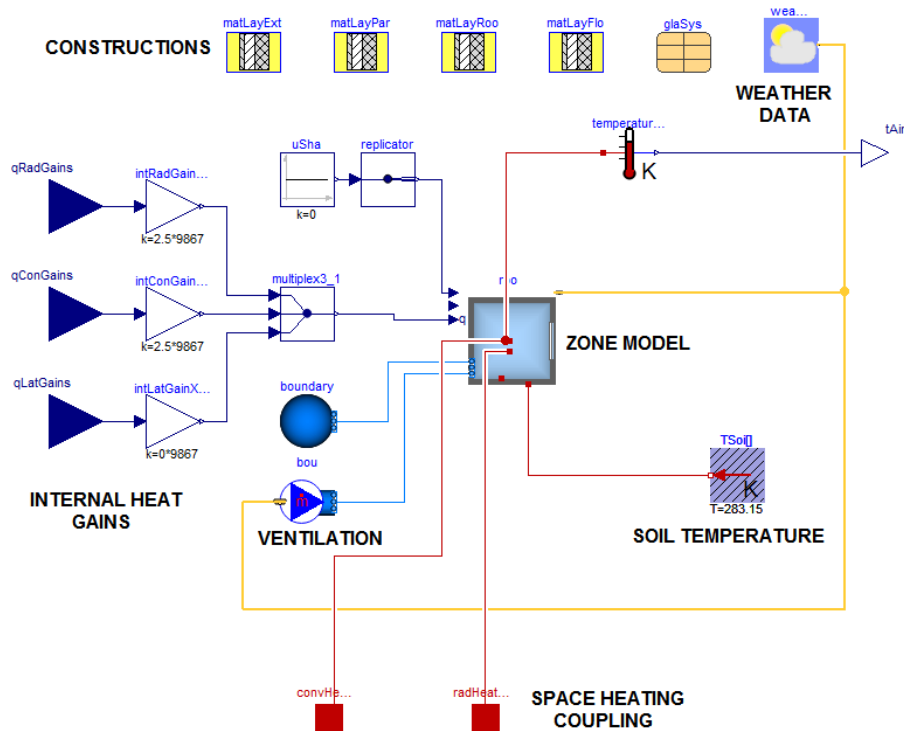 matLayExt
matLayPar
matLayRoo
matLayFlo
glaSys
wea...
CONSTRUCTIONS
WEATHER
DATA
uSha
replicator
temperatur...
tAir
K
k=0
qRadGains
intRadGain...
k=2.5*9867
qConGains
intConGain...
k=2.5*9867
multiplex3_1
roo
q
ZONE MODEL
qLatGains
intLatGainX...
k=0*9867
boundary
bou
m
TSoi[]
K
T=283.15
INTERNAL HEAT
GAINS
VENTILATION
SOIL TEMPERATURE
convHe...
radHeat...
SPACE HEATING
COUPLING